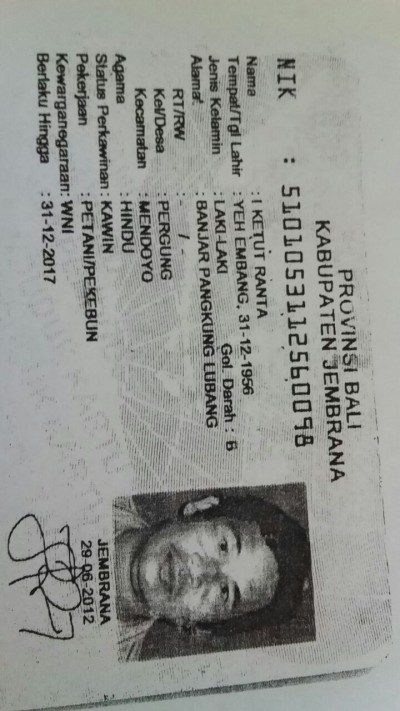 PROVINSI BALI
KABUPATEN JEMBRANA
NIK : 5101053112560098
Nama : I KETUT RANTA
Tempat/Tgl Lahir : YEH EMBANG, 31-12-1956
Jenis Kelamin : LAKI-LAKI Gol. Darah : B
Alamat : BANJAR PANGKUNG LUBANG
RT/RW : - / -
Kel/Desa : PERGUNG
Kecamatan : MENDOYO
Agama : HINDU
Status Perkawinan : KAWIN
Pekerjaan : PETANI/PEKEBUN
Kewarganegaraan: WNI
Berlaku Hingga : 31-12-2017
JEMBRANA
29-06-2012